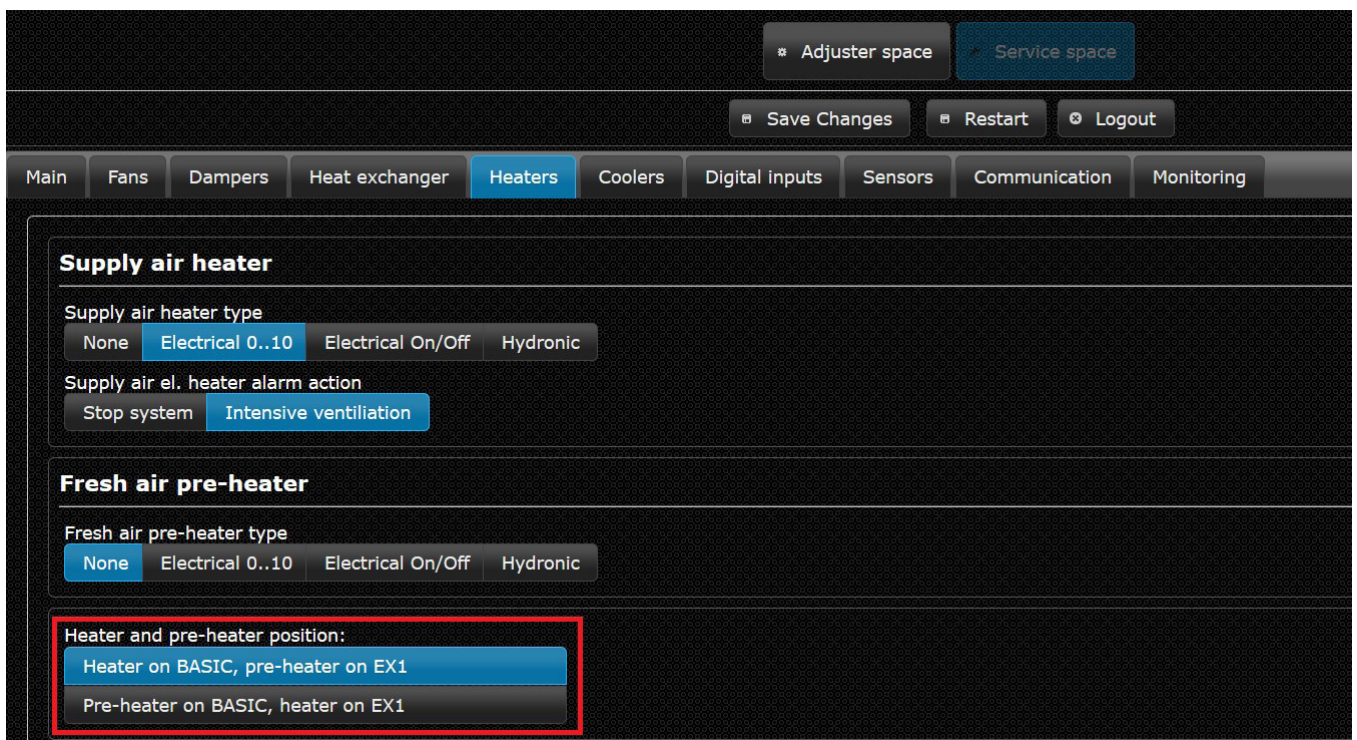 Adjuster space Service space
Save Changes Restart Logout
Main Fans Dampers Heat exchanger Heaters Coolers Digital inputs Sensors Communication Monitoring
Supply air heater
Supply air heater type
None Electrical 0..10 Electrical On/Off Hydronic
Supply air el. heater alarm action
Stop system Intensive ventiliation
Fresh air pre-heater
Fresh air pre-heater type
None Electrical 0..10 Electrical On/Off Hydronic
Heater and pre-heater position:
Heater on BASIC, pre-heater on EX1
Pre-heater on BASIC, heater on EX1